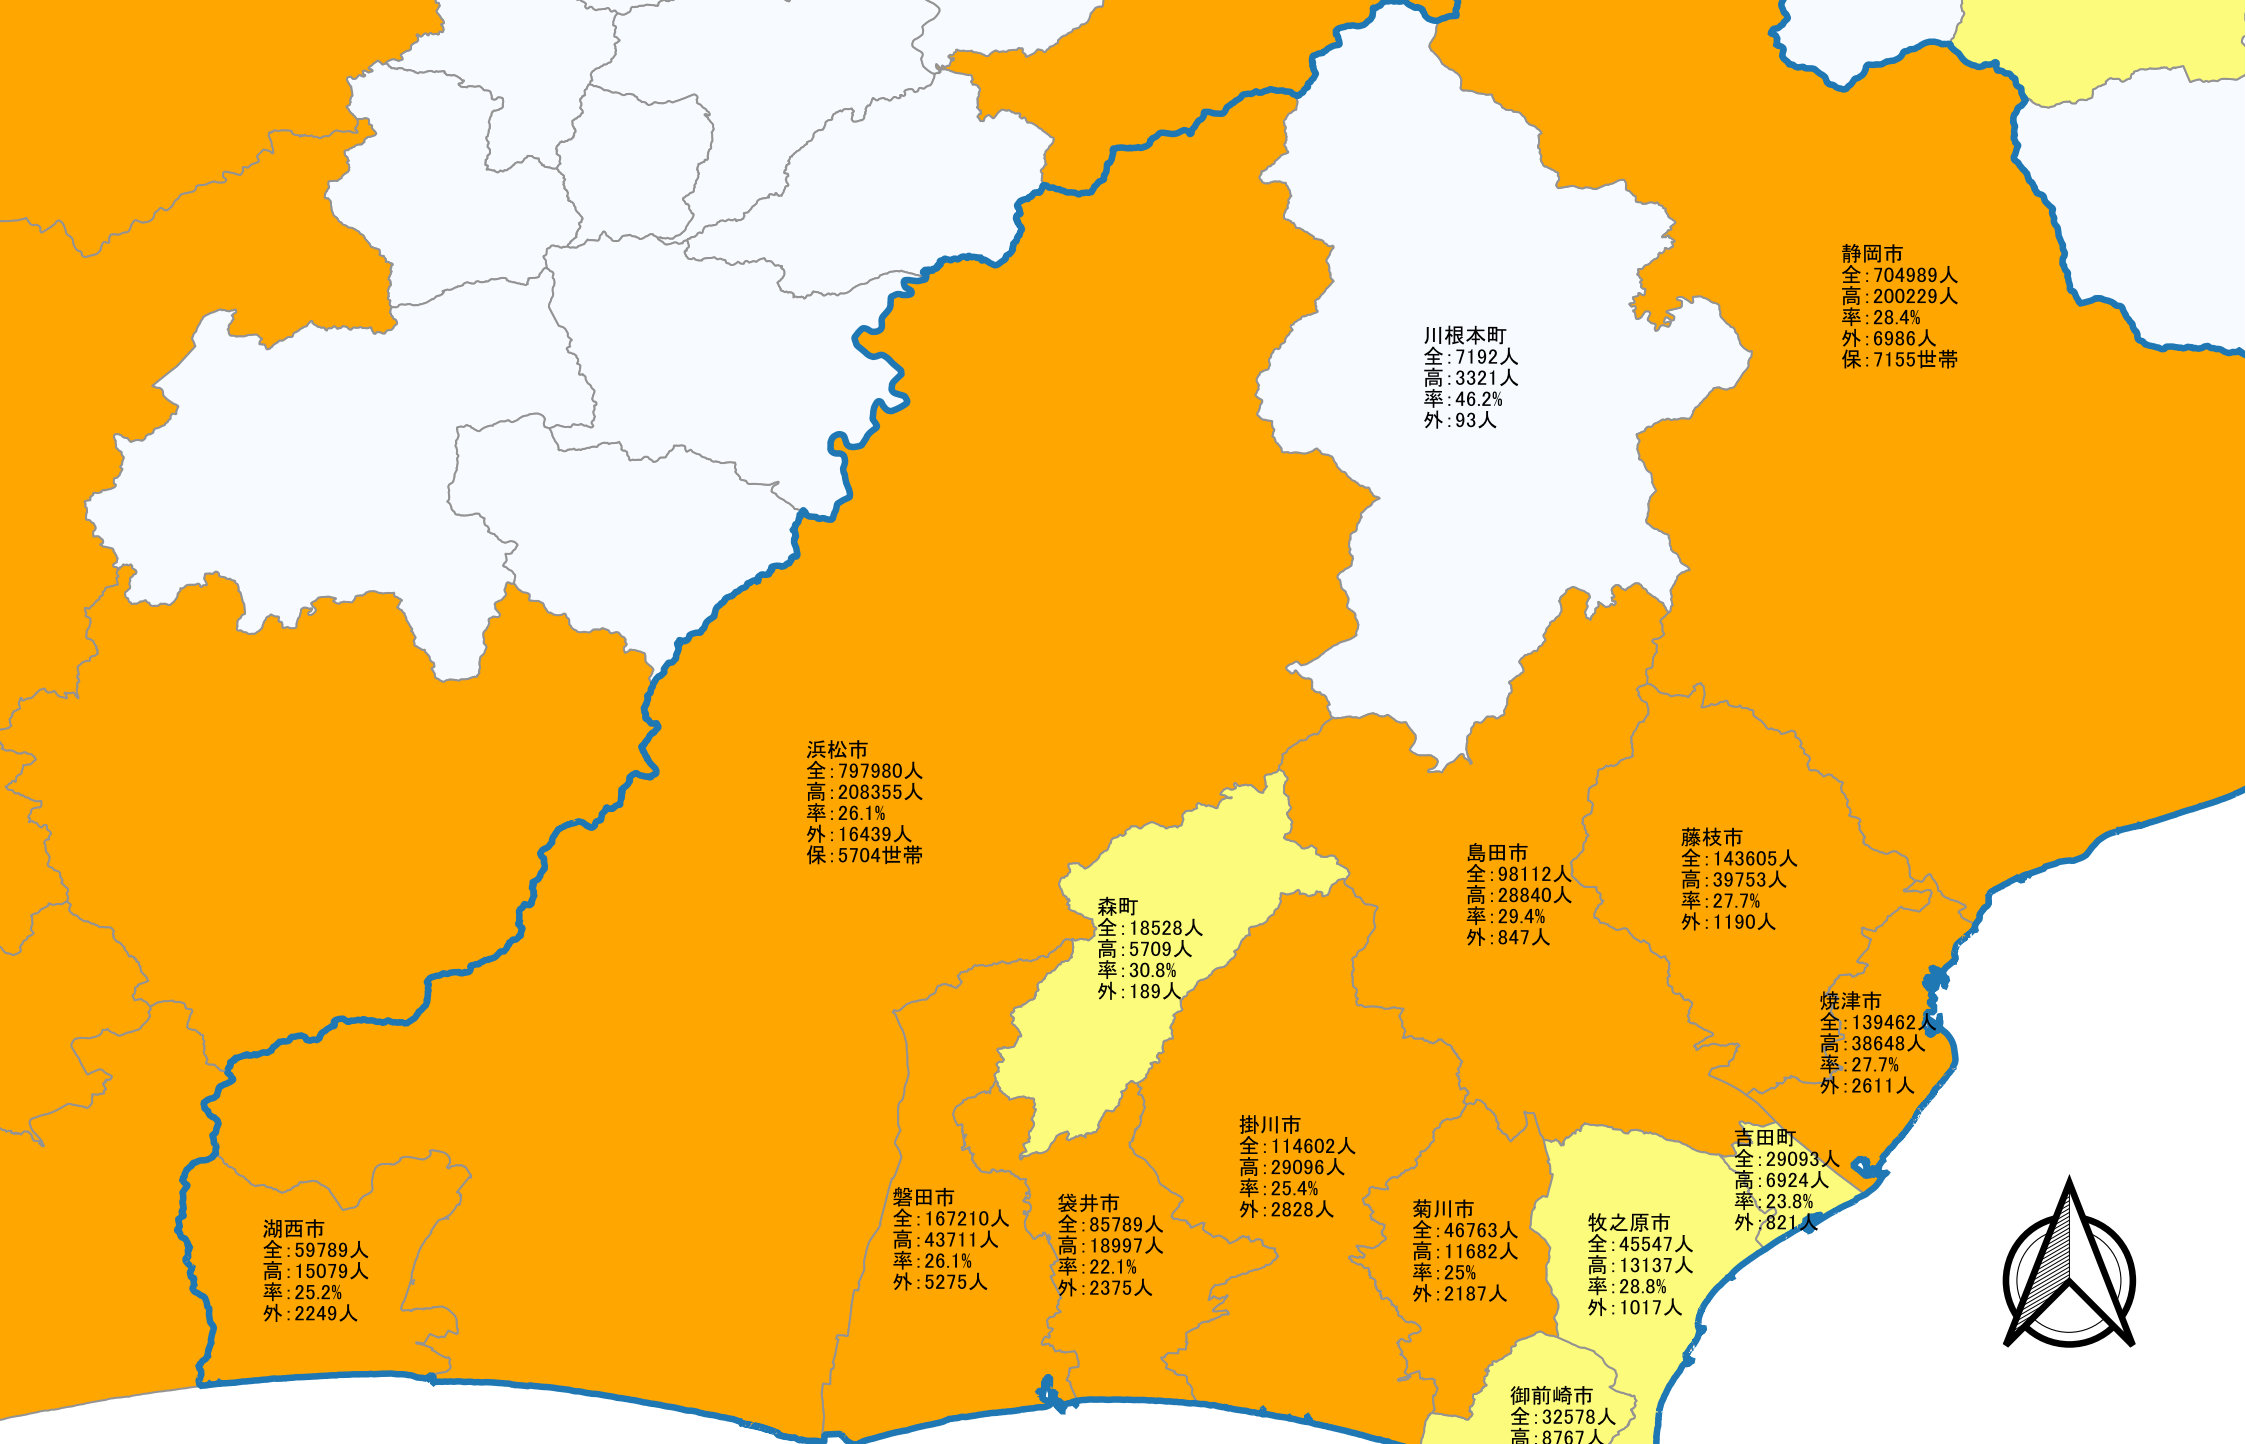 静岡市
全:704989人
高:200229人
率:28.4%
外:6986人
保:7155世帯
川根本町
全:7192人
高:3321人
率:46.2%
外:93人
浜松市
全:797980人
高:208355人
率:26.1%
外:16439人
保:5704世帯
藤枝市
全:143605人
高:39753人
率:27.7%
外:1190人
島田市
全:98112人
高:28840人
率:29.4%
外:847人
森町
全:18528人
高:5709人
率:30.8%
外:189人
焼津市
全:139462人
高:38648人
率:27.7%
外:2611人
掛川市
全:114602人
高:29096人
率:25.4%
外:2828人
吉田町
全:29093人
高:6924人
率:23.8%
外:821人
磐田市
全:167210人
高:43711人
率:26.1%
外:5275人
袋井市
全:85789人
高:18997人
率:22.1%
外:2375人
菊川市
全:46763人
高:11682人
率:25%
外:2187人
牧之原市
全:45547人
高:13137人
率:28.8%
外:1017人
湖西市
全:59789人
高:15079人
率:25.2%
外:2249人
御前崎市
全:32578人
高:8767人